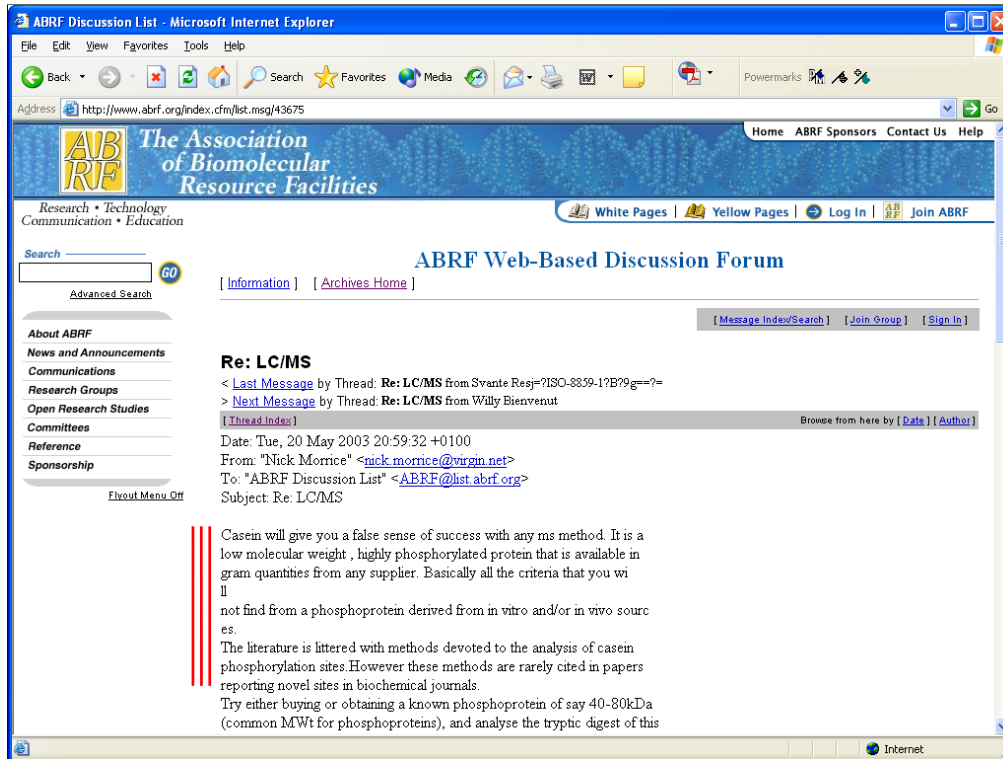 ABRF Discussion List - Microsoft Internet Explorer
File Edit View Favorites Tools Help
Back Search Favorites Media Powermarks
Address http://www.abrf.org/index.cfm/list.msg/43675 Go
Home ABRF Sponsors Contact Us Help
AB
RF
The Association
of Biomolecular
Resource Facilities
Research • Technology
Communication • Education
White Pages | Yellow Pages | Log In | AB RF Join ABRF
Search
GO
Advanced Search
About ABRF
News and Announcements
Communications
Research Groups
Open Research Studies
Committees
Reference
Sponsorship
Flyout Menu Off
ABRF Web-Based Discussion Forum
[ Information ] [ Archives Home ]
[ Message Index/Search ] [ Join Group ] [ Sign In ]
Re: LC/MS
< Last Message by Thread: Re: LC/MS from Svante Resj=?ISO-8859-1?B?9g==?=
> Next Message by Thread: Re: LC/MS from Willy Bienvenut
[ Thread Index ] Browse from here by [ Date ] [ Author ]
Date: Tue, 20 May 2003 20:59:32 +0100
From: "Nick Morrice" <nick.morrice@virgin.net>
To: "ABRF Discussion List" <ABRF@list.abrf.org>
Subject: Re: LC/MS
Casein will give you a false sense of success with any ms method. It is a
low molecular weight , highly phosphorylated protein that is available in
gram quantities from any supplier. Basically all the criteria that you wi
ll
not find from a phosphoprotein derived from in vitro and/or in vivo sourc
es.
The literature is littered with methods devoted to the analysis of casein
phosphorylation sites.However these methods are rarely cited in papers
reporting novel sites in biochemical journals.
Try either buying or obtaining a known phosphoprotein of say 40-80kDa
(common MWt for phosphoproteins), and analyse the tryptic digest of this
Internet